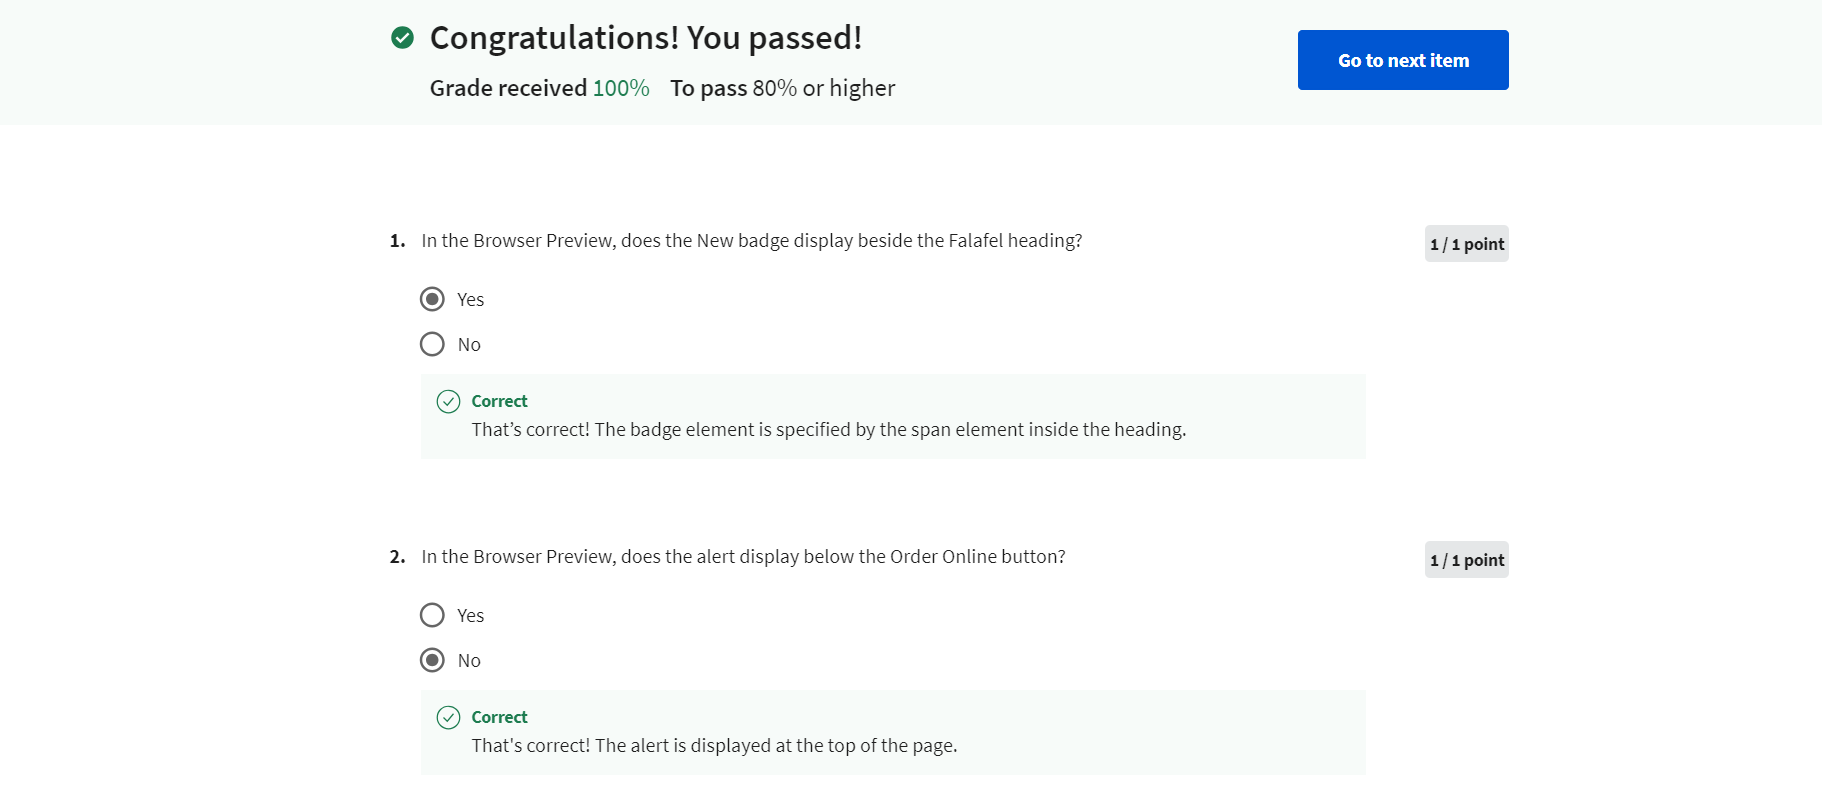 Congratulations! You passed!
Go to next item
Grade received 100% To pass 80% or higher
1. In the Browser Preview, does the New badge display beside the Falafel heading?
1 / 1 point
Yes
No
Correct
That’s correct! The badge element is specified by the span element inside the heading.
2. In the Browser Preview, does the alert display below the Order Online button?
1 / 1 point
Yes
No
Correct
That's correct! The alert is displayed at the top of the page.